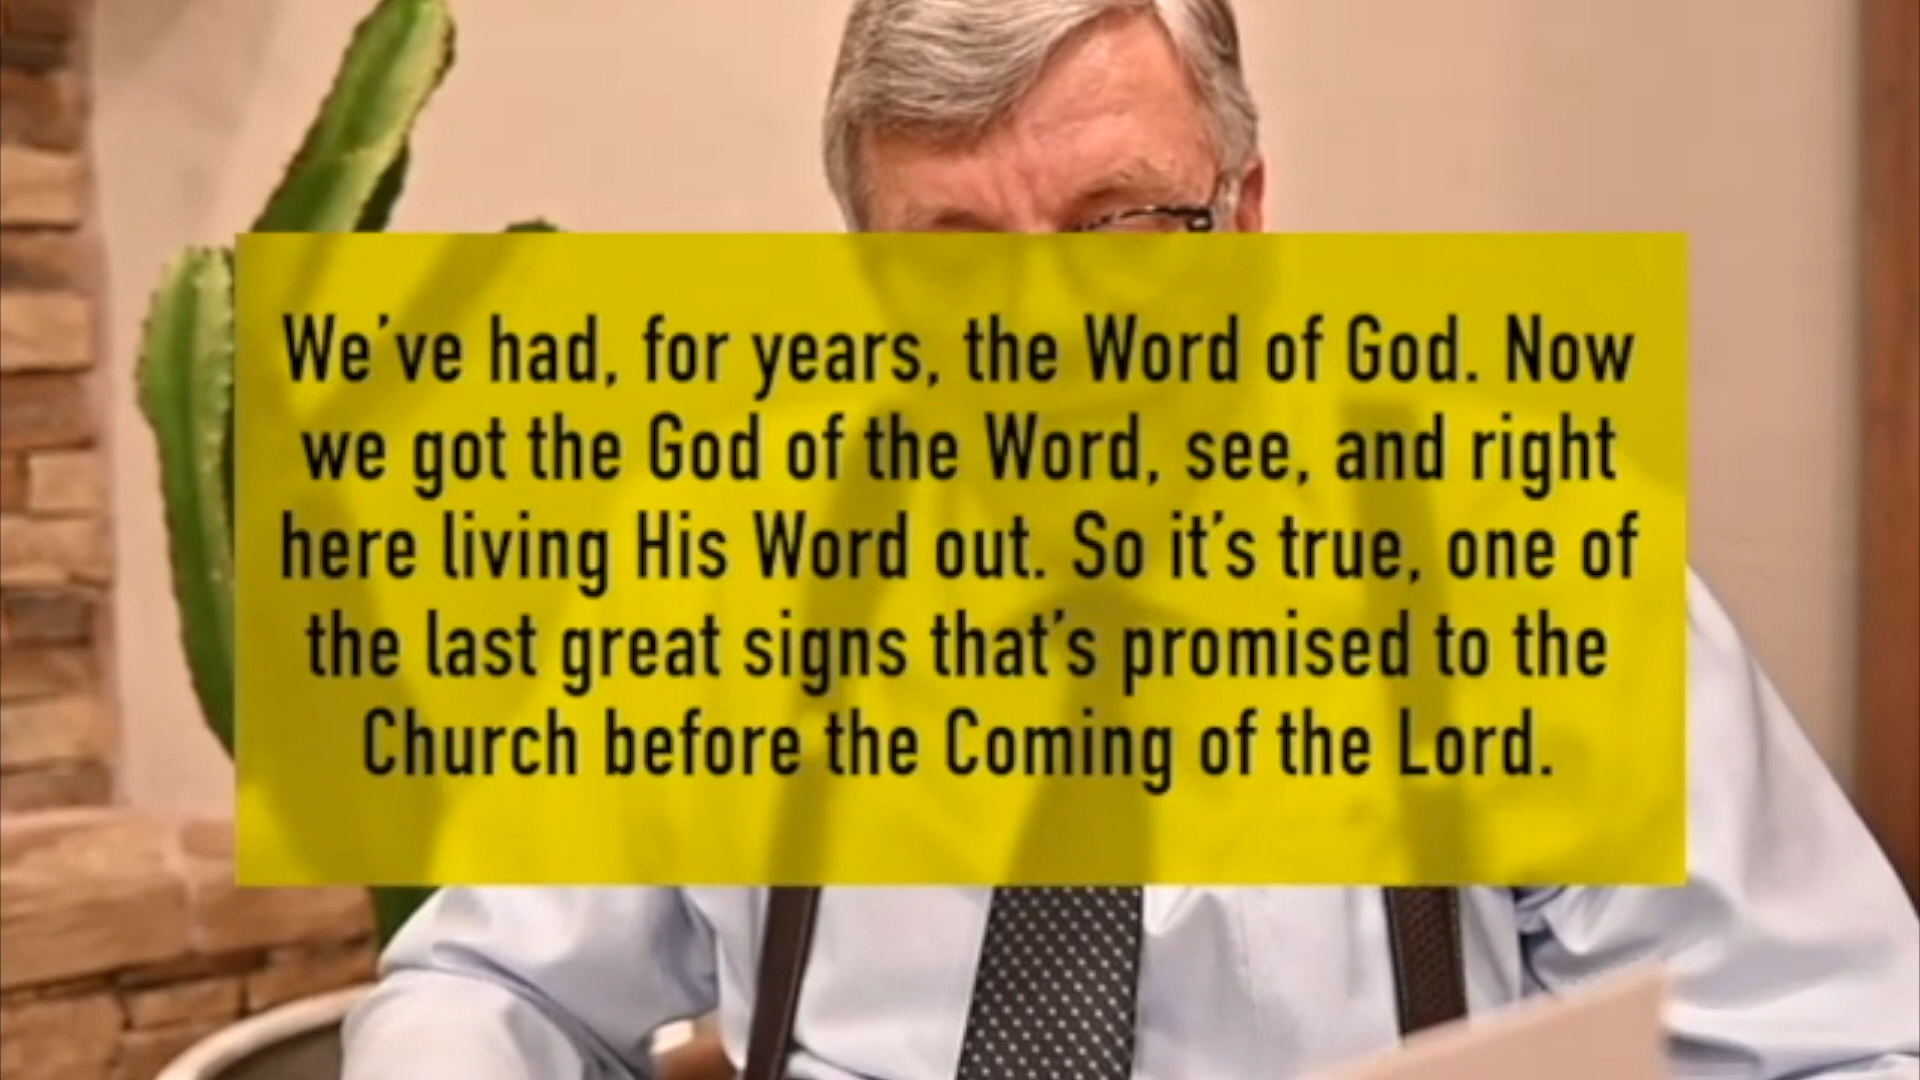 We've had, for years, the Word of God. Now
we got the God of the Word, see, and right
here living His Word out. So it's true, one of
the last great signs that's promised to the
Church before the Coming of the Lord.